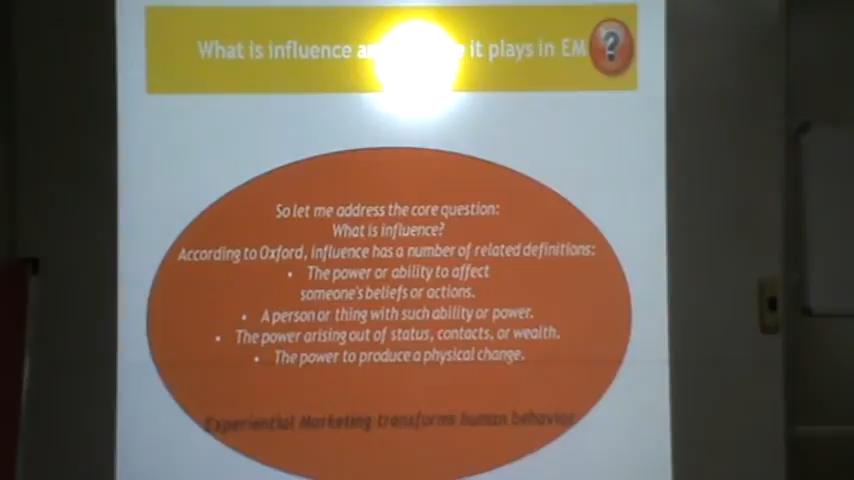 What is influence a it plays in EM ?
So let me address the core question:
What is influence?
According to Oxford, influence has a number of related definitions:
• The power or ability to affect
someone's beliefs or actions.
• A person or thing with such ability or power.
• The power arising out of status, contacts, or wealth.
• The power to produce a physical change.
Experiential Marketing transforms human behavior